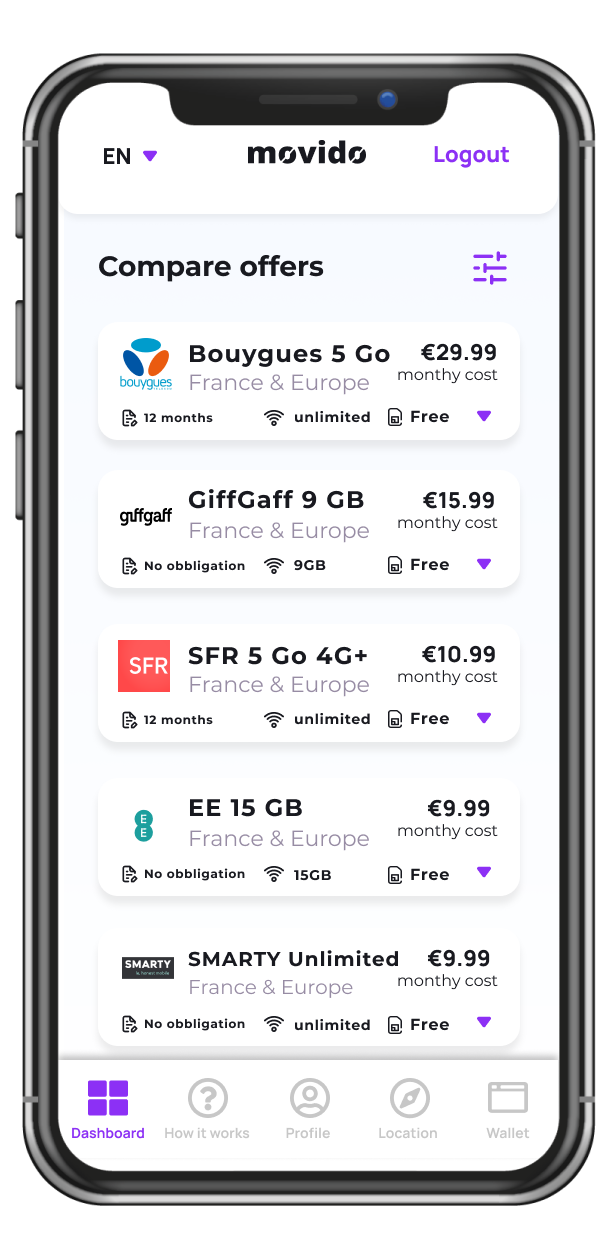 EN
movido
Logout
Compare offers
bouygues
Bouygues 5 Go
€29.99
France & Europe
monthy cost
12 months
unlimited
Free
giffgaff
GiffGaff 9 GB
€15.99
France & Europe
monthy cost
No obbligation
9GB
Free
SFR
SFR 5 Go 4G+
€10.99
France & Europe
monthy cost
12 months
unlimited
Free
E
E
EE 15 GB
€9.99
France & Europe
monthy cost
No obbligation
15GB
Free
SMARTY
SMARTY Unlimited
€9.99
France & Europe
monthy cost
No obbligation
unlimited
Free
Dashboard
How it works
Profile
Location
Wallet